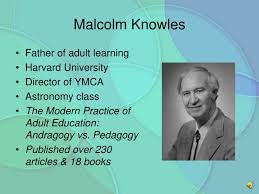 Malcolm Knowles
• Father of adult learning
• Harvard University
• Director of YMCA
• Astronomy class
• The Modern Practice of
Adult Education:
Andragogy vs. Pedagogy
• Published over 230
articles & 18 books